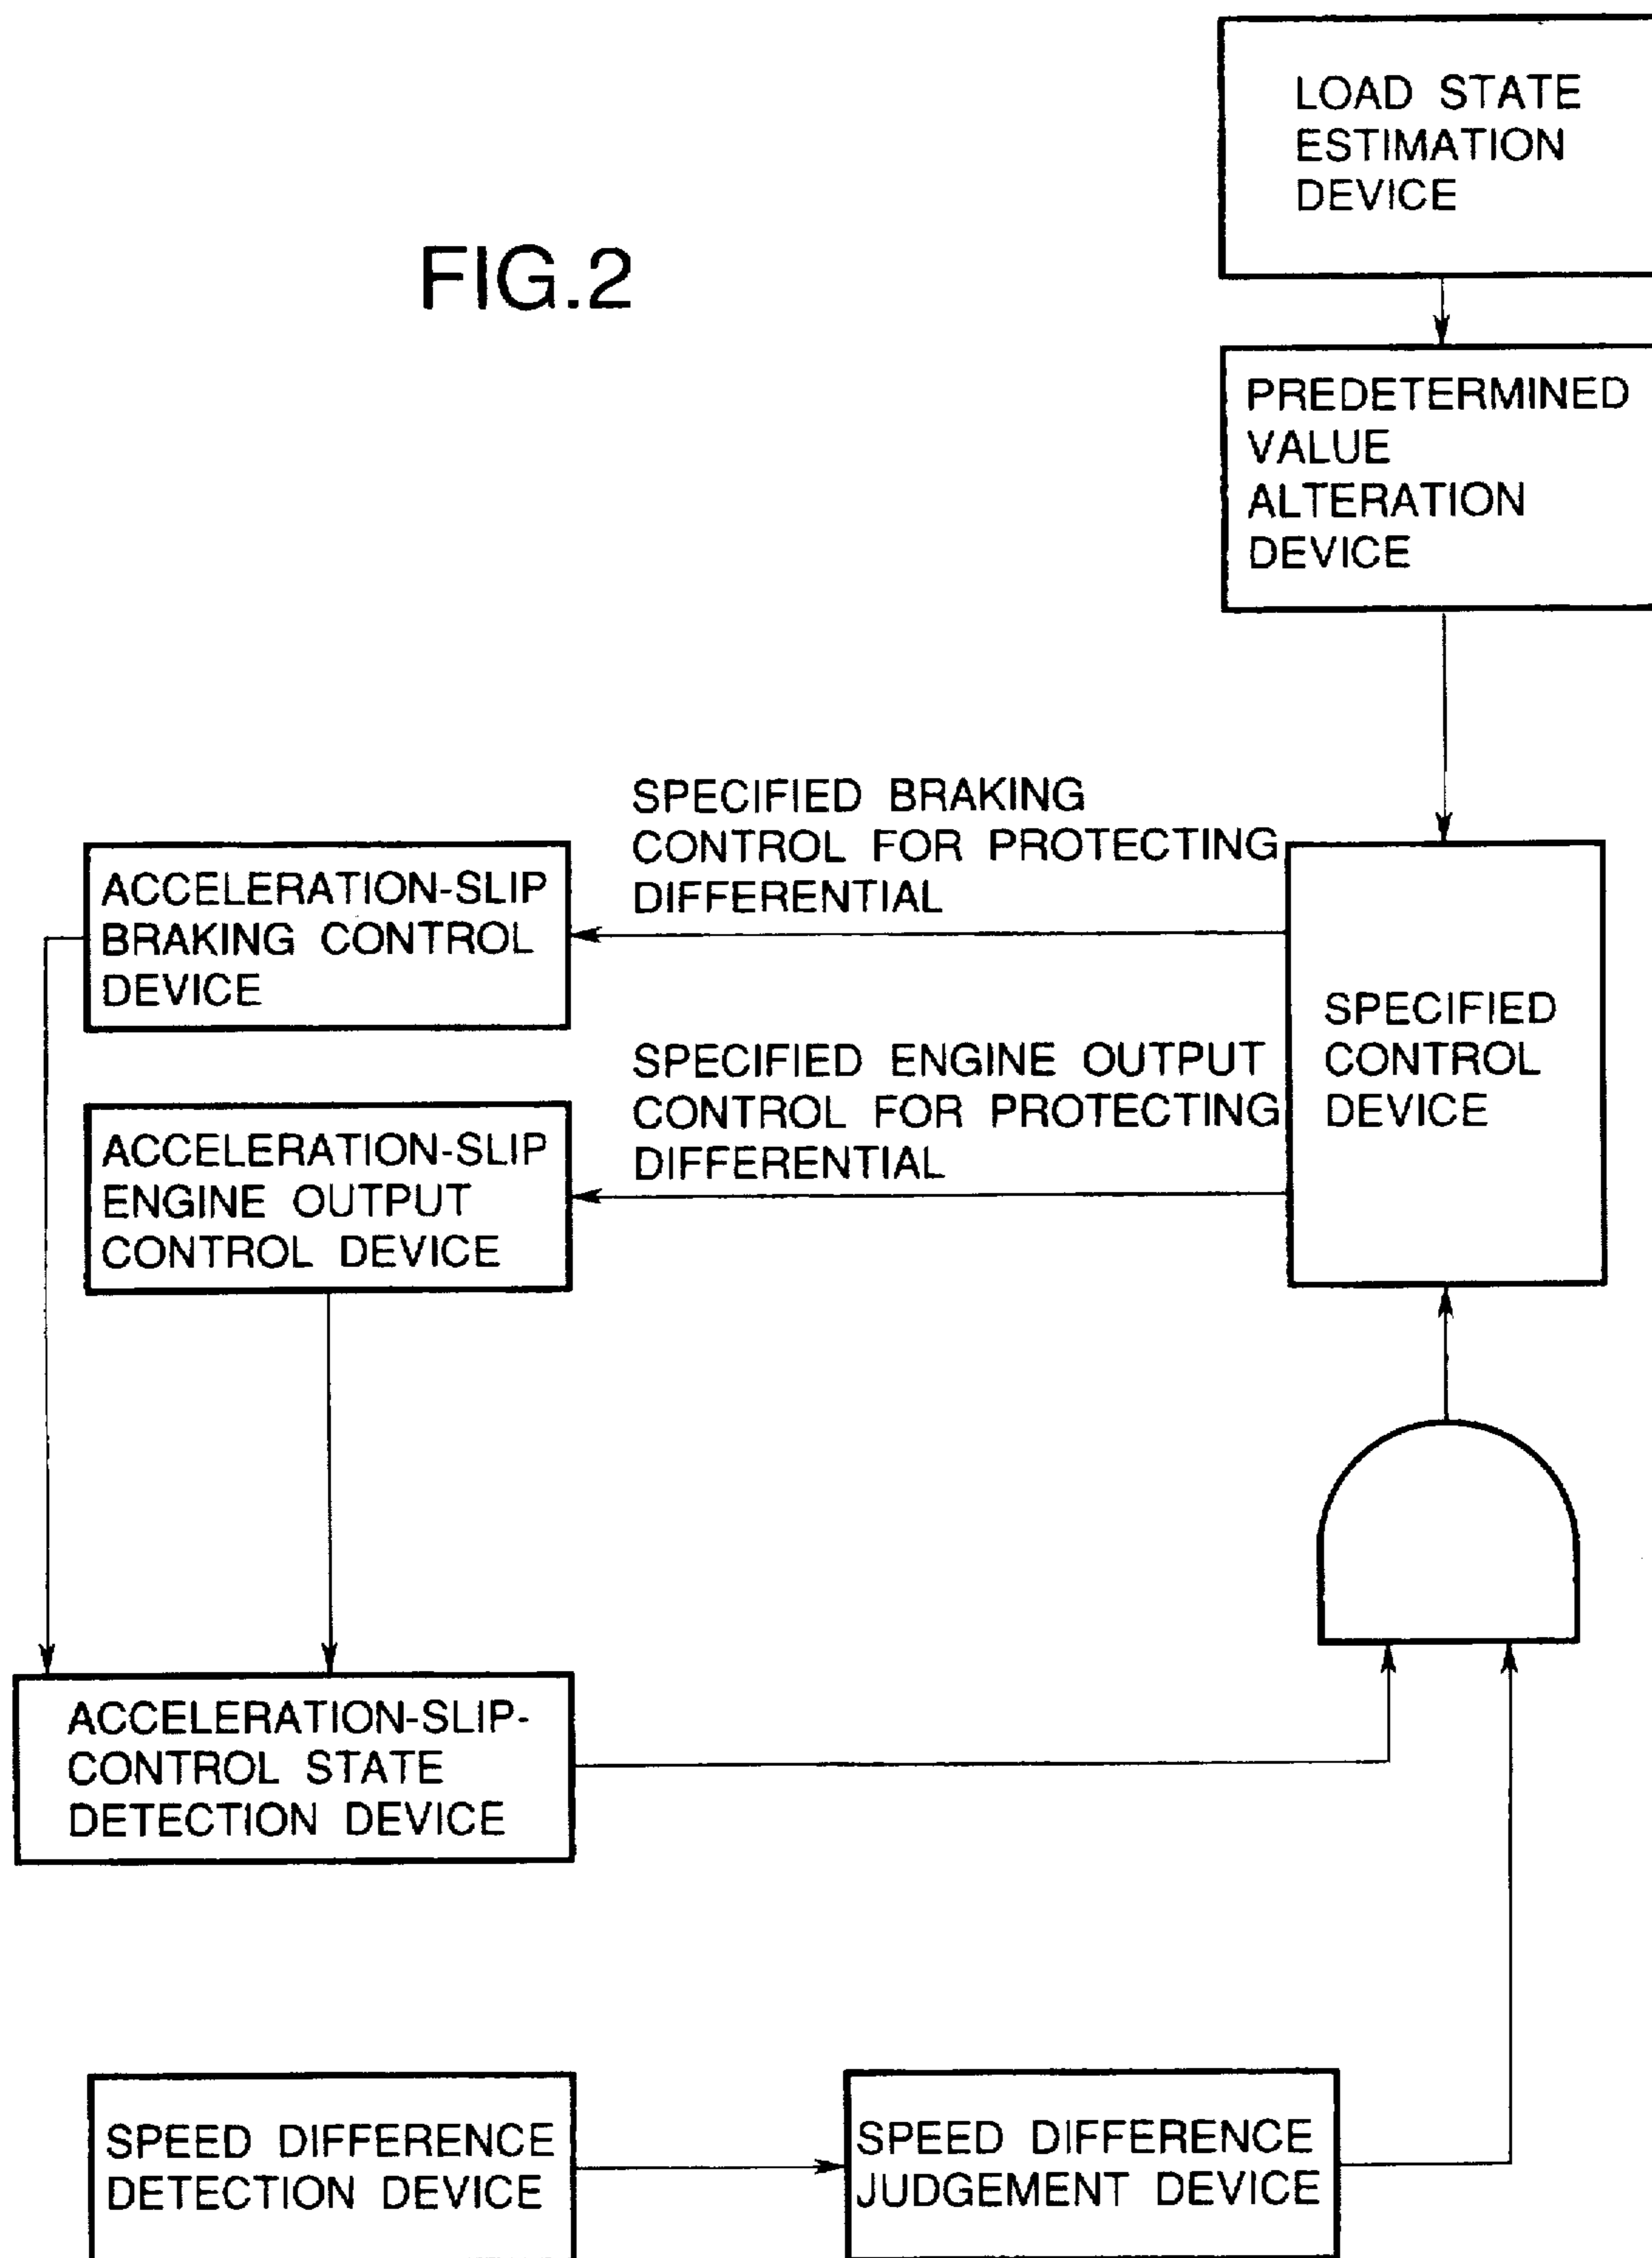 LOAD STATE
ESTIMATION
DEVICE
FIG.2
PREDETERMINED
VALUE
ALTERATION
DEVICE
SPECIFIED BRAKING
CONTROL FOR PROTECTING
DIFFERENTIAL
ACCELERATION-SLIP
BRAKING CONTROL
DEVICE
SPECIFIED
CONTROL
DEVICE
SPECIFIED ENGINE OUTPUT
CONTROL FOR PROTECTING
DIFFERENTIAL
ACCELERATION-SLIP
ENGINE OUTPUT
CONTROL DEVICE
ACCELERATION-SLIP-
CONTROL STATE
DETECTION DEVICE
SPEED DIFFERENCE
DETECTION DEVICE
SPEED DIFFERENCE
JUDGEMENT DEVICE